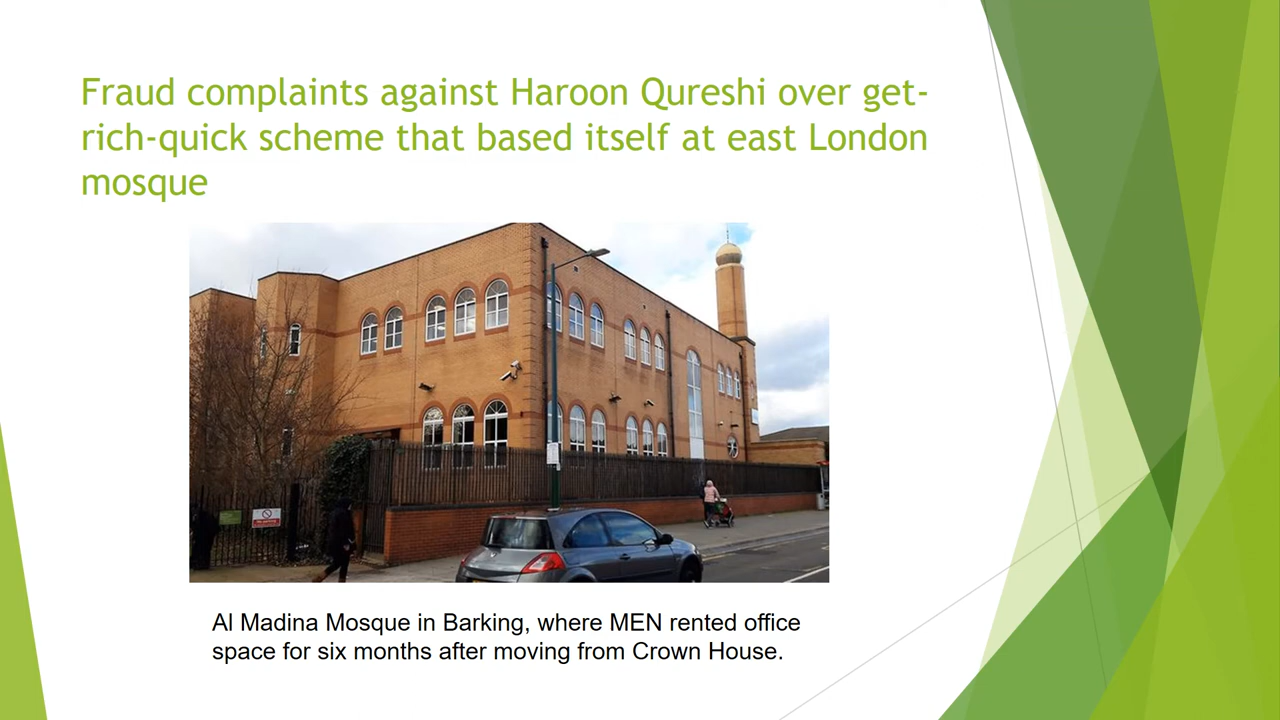 Fraud complaints against Haroon Qureshi over get-
rich-quick scheme that based itself at east London
mosque
Al Madina Mosque in Barking, where MEN rented office
space for six months after moving from Crown House.